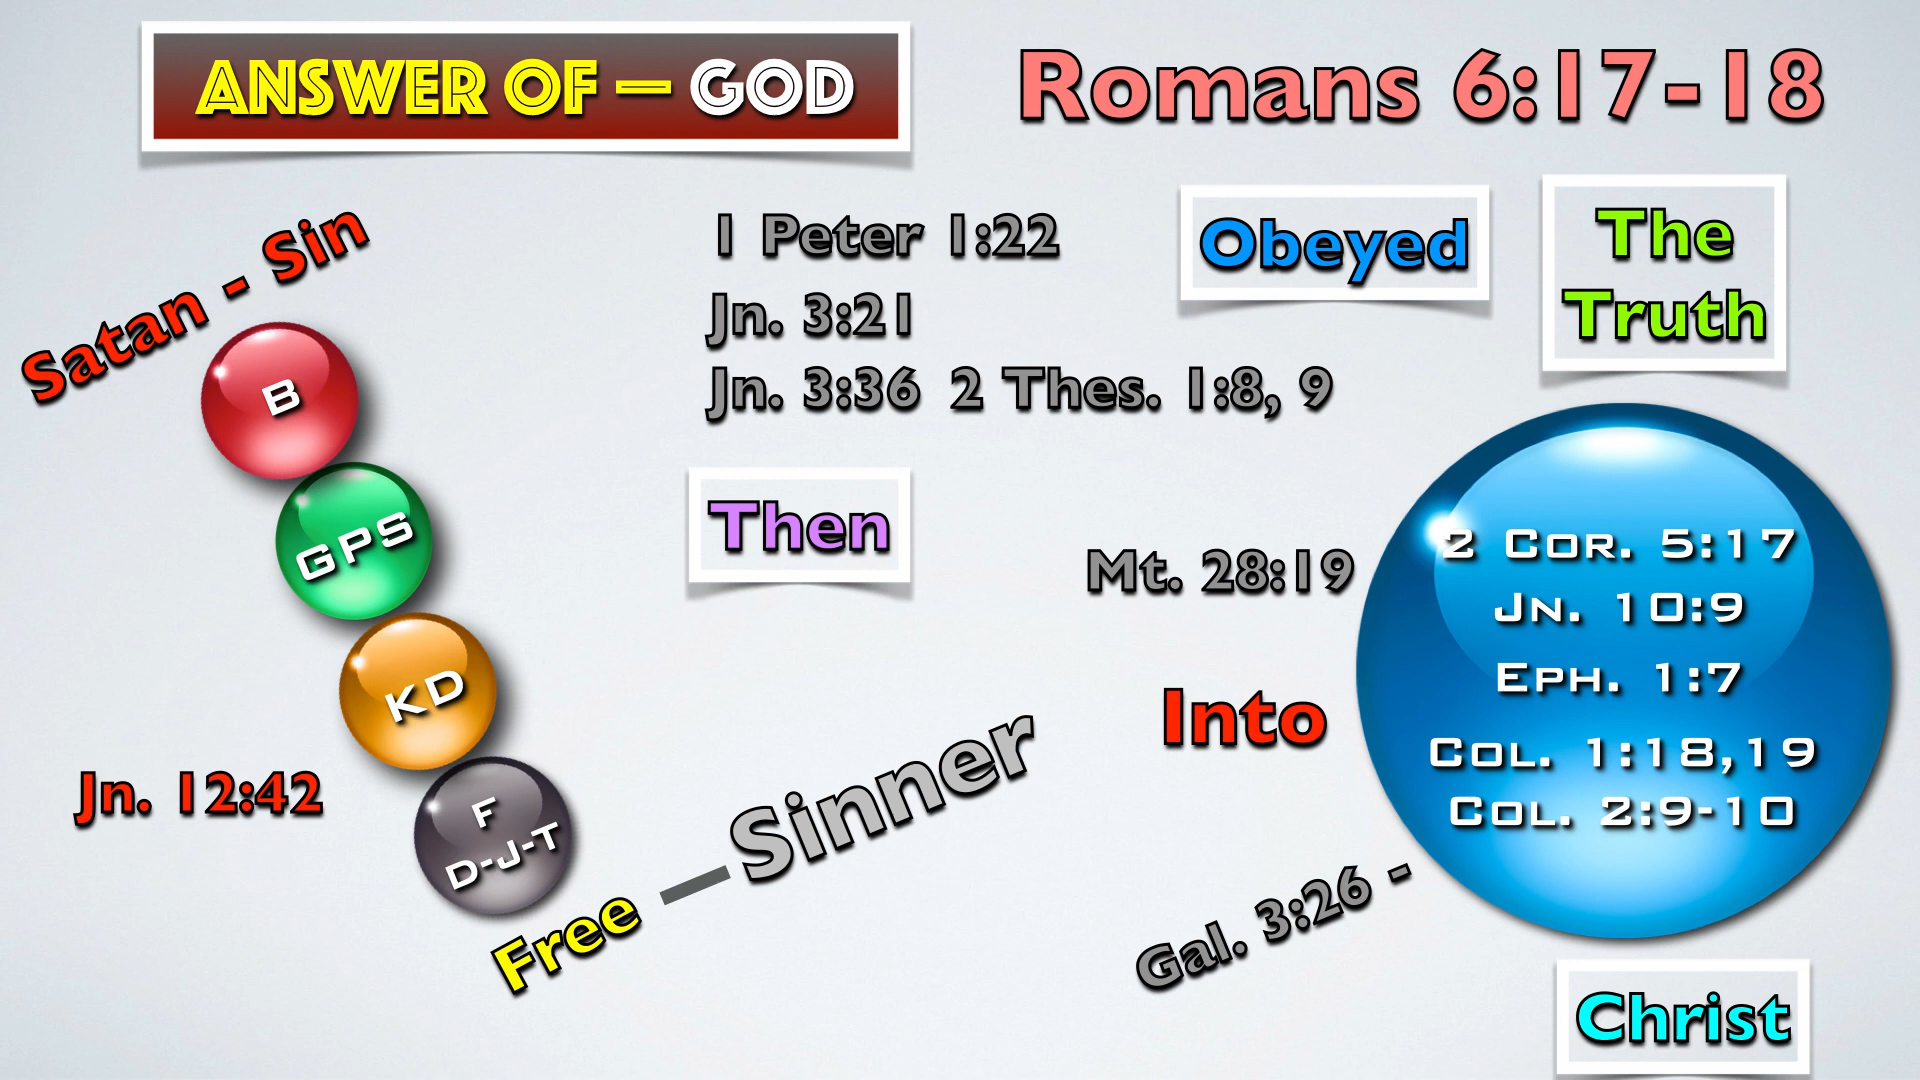 ANSWER OF – GOD
Romans 6:17-18
Satan - Sin
1 Peter 1:22
Obeyed
The
Truth
Jn. 3:21
Jn. 3:36 2 Thes. 1:8, 9
B
GPS
KD
F
D-J-T
Then
Mt. 28:19
2 Cor. 5:17
Jn. 10:9
Eph. 1:7
Col. 1:18,19
Col. 2:9-10
Into
Jn. 12:42
Free — Sinner
Gal. 3:26 -
Christ